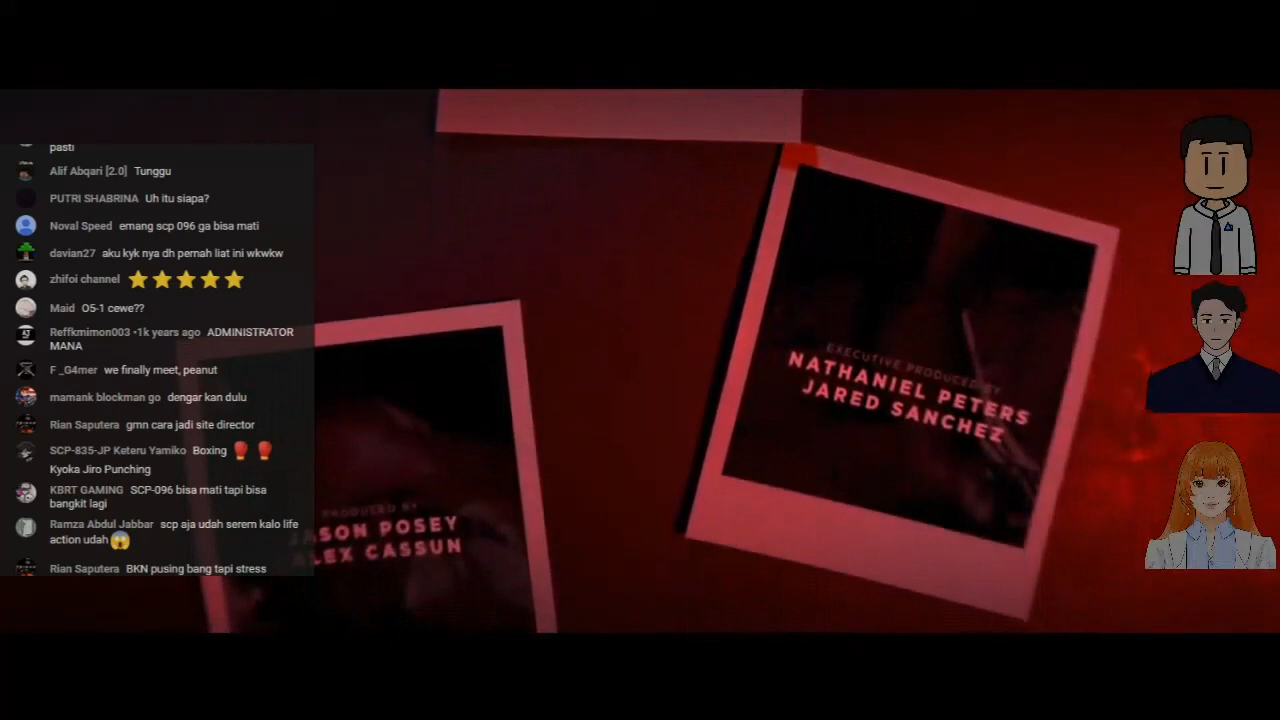 pasti
Alif Abqari [2.0] Tunggu
PUTRI SHABRINA Uh itu siapa?
Noval Speed emang scp 096 ga bisa mati
davian27 aku kyk nya dh pernah liat ini wkwkw
zhifoi channel ⭐⭐⭐⭐⭐
Maid O5-1 cewe??
Reffkmimon003 •1k years ago ADMINISTRATOR
MANA
F _G4mer we finally meet, peanut
mamank blockman go dengar kan dulu
Rian Saputera gmn cara jadi site director
SCP-835-JP Keteru Yamiko Boxing 🥊 🥊
Kyoka Jiro Punching
KBRT GAMING SCP-096 bisa mati tapi bisa
bangkit lagi
Ramza Abdul Jabbar scp aja udah serem kalo life
action udah 😱
Rian Saputera BKN pusing bang tapi stress
PRODUCED BY
JASON POSEY
ALEX CASSUN
EXECUTIVE PRODUCED BY
NATHANIEL PETERS
JARED SANCHEZ